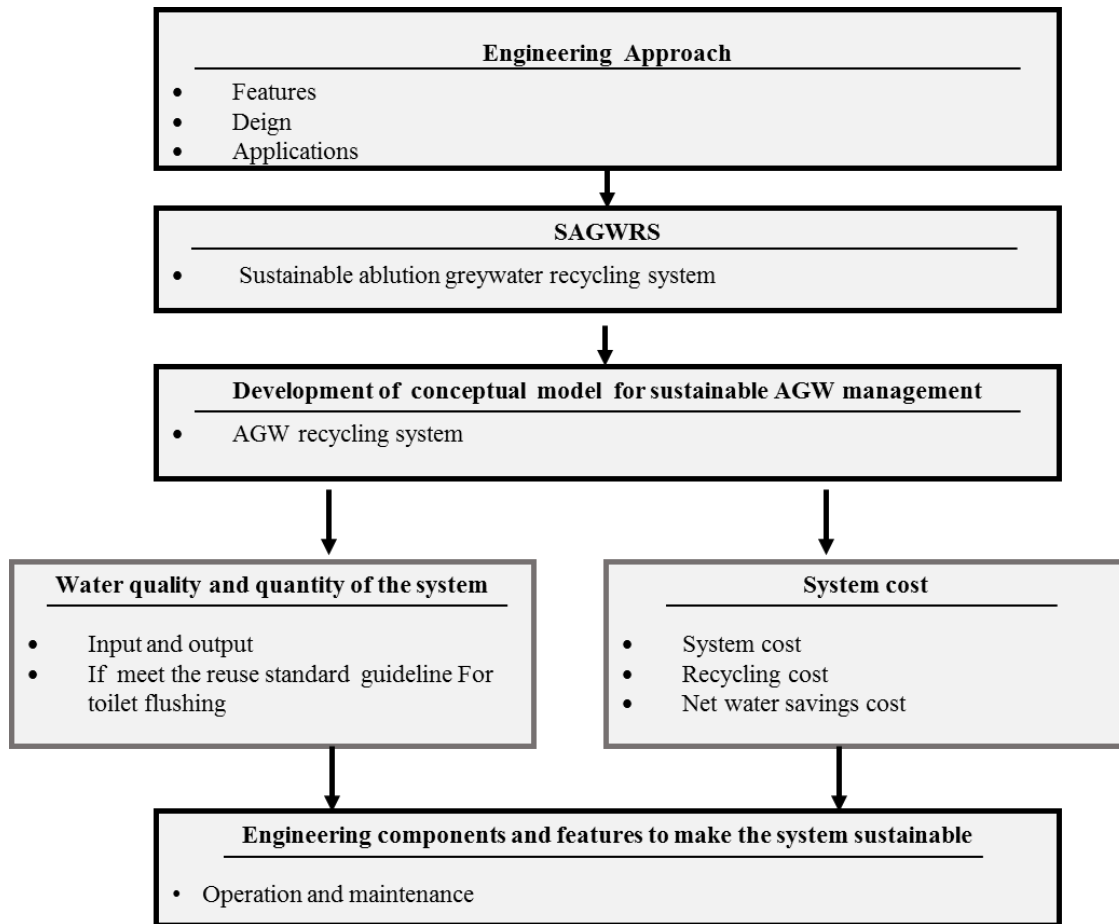 Engineering Approach
• Features
• Deign
• Applications
SAGWRS
• Sustainable ablution greywater recycling system
Development of conceptual model for sustainable AGW management
• AGW recycling system
Water quality and quantity of the system
• Input and output
• If meet the reuse standard guideline For
toilet flushing
System cost
• System cost
• Recycling cost
• Net water savings cost
Engineering components and features to make the system sustainable
• Operation and maintenance